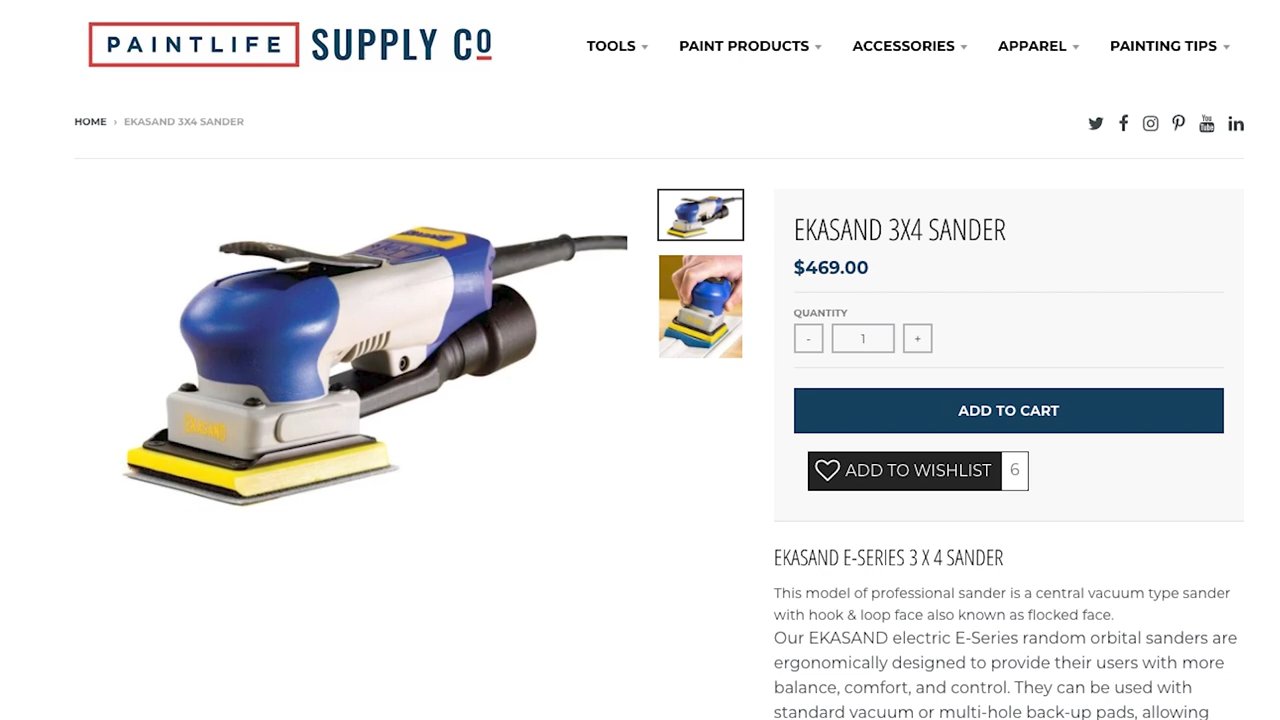 PAINTLIFE SUPPLY CO
TOOLS PAINT PRODUCTS ACCESSORIES APPAREL PAINTING TIPS
HOME › EKASAND 3X4 SANDER
You
Tube
in
EKASAND 3X4 SANDER
$469.00
QUANTITY
- 1 +
ADD TO CART
ADD TO WISHLIST 6
EKASAND
EKASAND E-SERIES 3 X 4 SANDER
This model of professional sander is a central vacuum type sander
with hook & loop face also known as flocked face.
Our EKASAND electric E-Series random orbital sanders are
ergonomically designed to provide their users with more
balance, comfort, and control. They can be used with
standard vacuum or multi-hole back-up pads, allowing